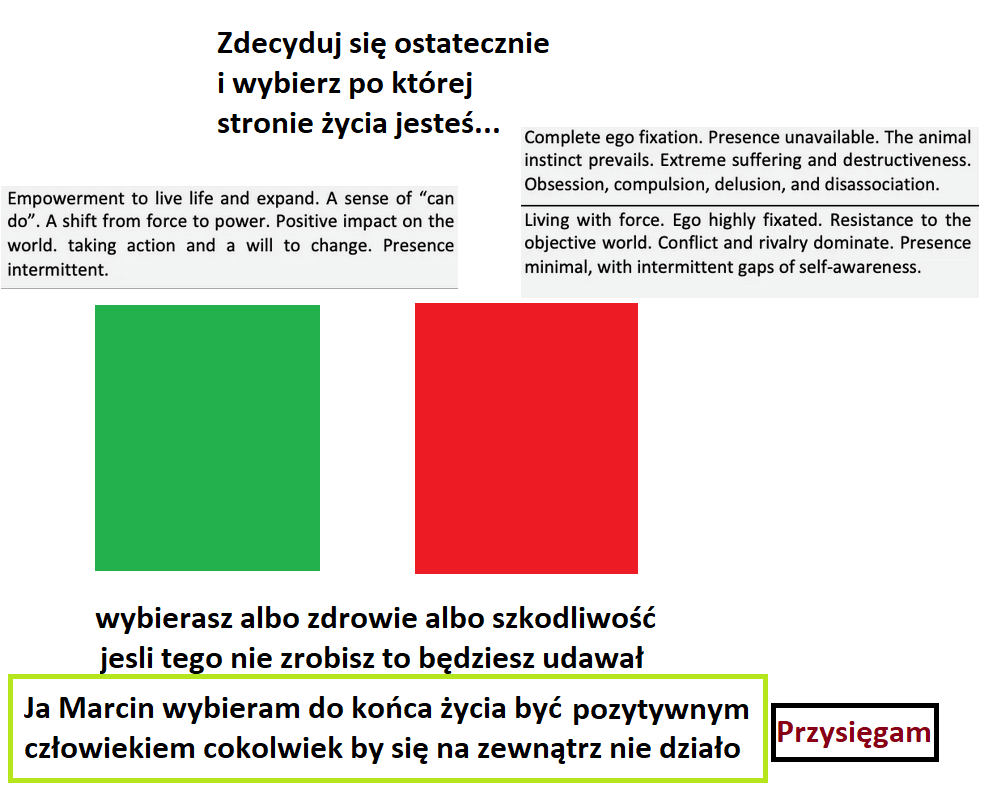 Zdecyduj się ostatecznie
i wybierz po której
stronie życia jesteś...
Complete ego fixation. Presence unavailable. The animal
instinct prevails. Extreme suffering and destructiveness.
Obsession, compulsion, delusion, and disassociation.
Living with force. Ego highly fixated. Resistance to the
objective world. Conflict and rivalry dominate. Presence
minimal, with intermittent gaps of self-awareness.
Empowerment to live life and expand. A sense of “can
do”. A shift from force to power. Positive impact on the
world. taking action and a will to change. Presence
intermittent.
wybierasz albo zdrowie albo szkodliwość
jesli tego nie zrobisz to będziesz udawał
Ja Marcin wybieram do końca życia być pozytywnym
człowiekiem cokolwiek by się na zewnątrz nie działo
Przysięgam